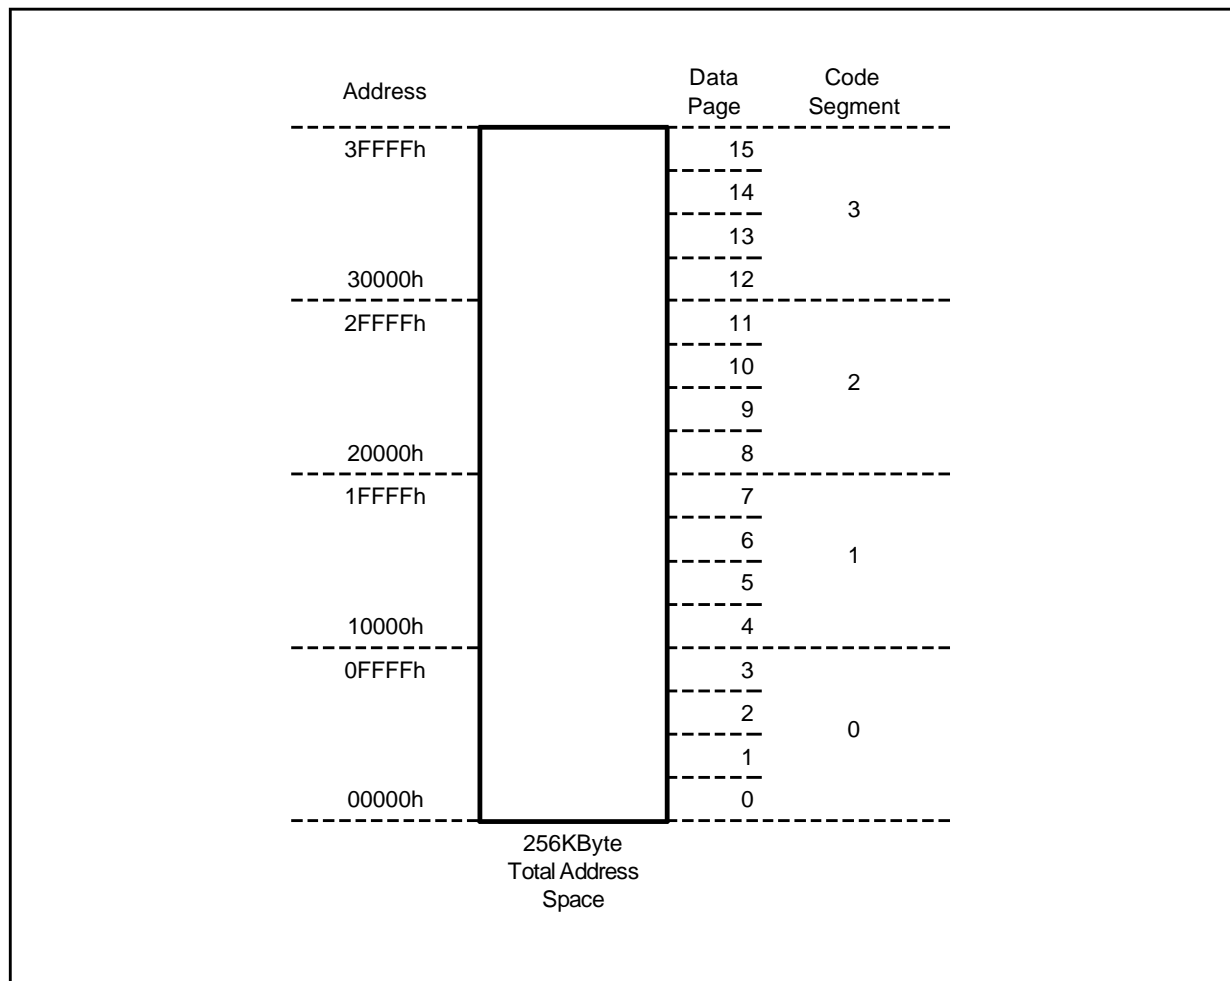 Address
Data
Page
Code
Segment
3FFFFh
15
14
3
13
30000h
12
2FFFFh
11
10
2
9
20000h
8
1FFFFh
7
6
1
5
10000h
4
0FFFFh
3
2
0
1
00000h
0
256KByte
Total Address
Space